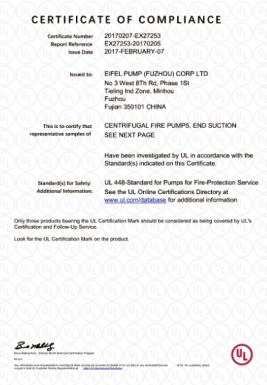 CERTIFICATE OF COMPLIANCE
Certificate Number 20170207-EX27253
Report Reference EX27253-20170205
Issue Date 2017-FEBRUARY-07
Issued to: EIFEL PUMP (FUZHOU) CORP LTD
No 3 West 8Th Rd, Phase 1St
Tieling Ind Zone, Minhou
Fuzhou
Fujian 350101 CHINA
This is to certify that CENTRIFUGAL FIRE PUMPS, END SUCTION
representative samples of SEE NEXT PAGE
Have been investigated by UL in accordance with the
Standard(s) indicated on this Certificate.
Standard(s) for Safety: UL 448-Standard for Pumps for Fire-Protection Service
Additional Information: See the UL Online Certifications Directory at
www.ul.com/database for additional information
Only those products bearing the UL Certification Mark should be considered as being covered by UL's
Certification and Follow-Up Service.
Look for the UL Certification Mark on the product.
UL